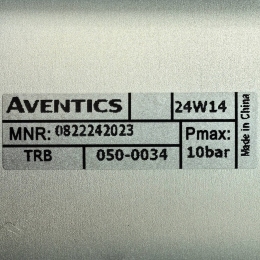 AVENTICS 24W14
MNR: 0822242023 Pmax:
TRB 050-0034 10bar
Made in China